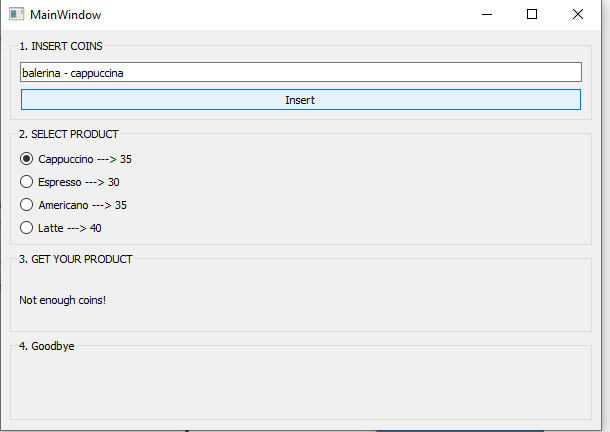 MainWindow
1. INSERT COINS
balerina - cappuccina
Insert
2. SELECT PRODUCT
Cappuccino ---> 35
Espresso ---> 30
Americano ---> 35
Latte ---> 40
3. GET YOUR PRODUCT
Not enough coins!
4. Goodbye